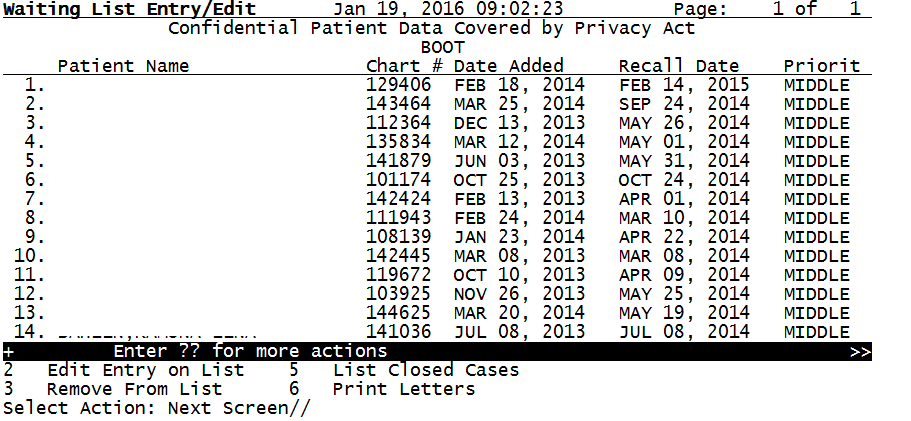 Waiting List Entry/Edit Jan 19, 2016 09:02:23 Page: 1 of 1
Confidential Patient Data Covered by Privacy Act
BOOT
Patient Name Chart # Date Added Recall Date Priorit
1. 129406 FEB 18, 2014 FEB 14, 2015 MIDDLE
2. 143464 MAR 25, 2014 SEP 24, 2014 MIDDLE
3. 112364 DEC 13, 2013 MAY 26, 2014 MIDDLE
4. 135834 MAR 12, 2014 MAY 01, 2014 MIDDLE
5. 141879 JUN 03, 2013 MAY 31, 2014 MIDDLE
6. 101174 OCT 25, 2013 OCT 24, 2014 MIDDLE
7. 142424 FEB 13, 2013 APR 01, 2014 MIDDLE
8. 111943 FEB 24, 2014 MAR 10, 2014 MIDDLE
9. 108139 JAN 23, 2014 APR 22, 2014 MIDDLE
10. 142445 MAR 08, 2013 MAR 08, 2014 MIDDLE
11. 119672 OCT 10, 2013 APR 09, 2014 MIDDLE
12. 103925 NOV 26, 2013 MAY 25, 2014 MIDDLE
13. 144625 MAR 20, 2014 MAY 19, 2014 MIDDLE
14. 141036 JUL 08, 2013 JUL 08, 2014 MIDDLE
+ Enter ?? for more actions >>
2 Edit Entry on List 5 List Closed Cases
3 Remove From List 6 Print Letters
Select Action: Next Screen//